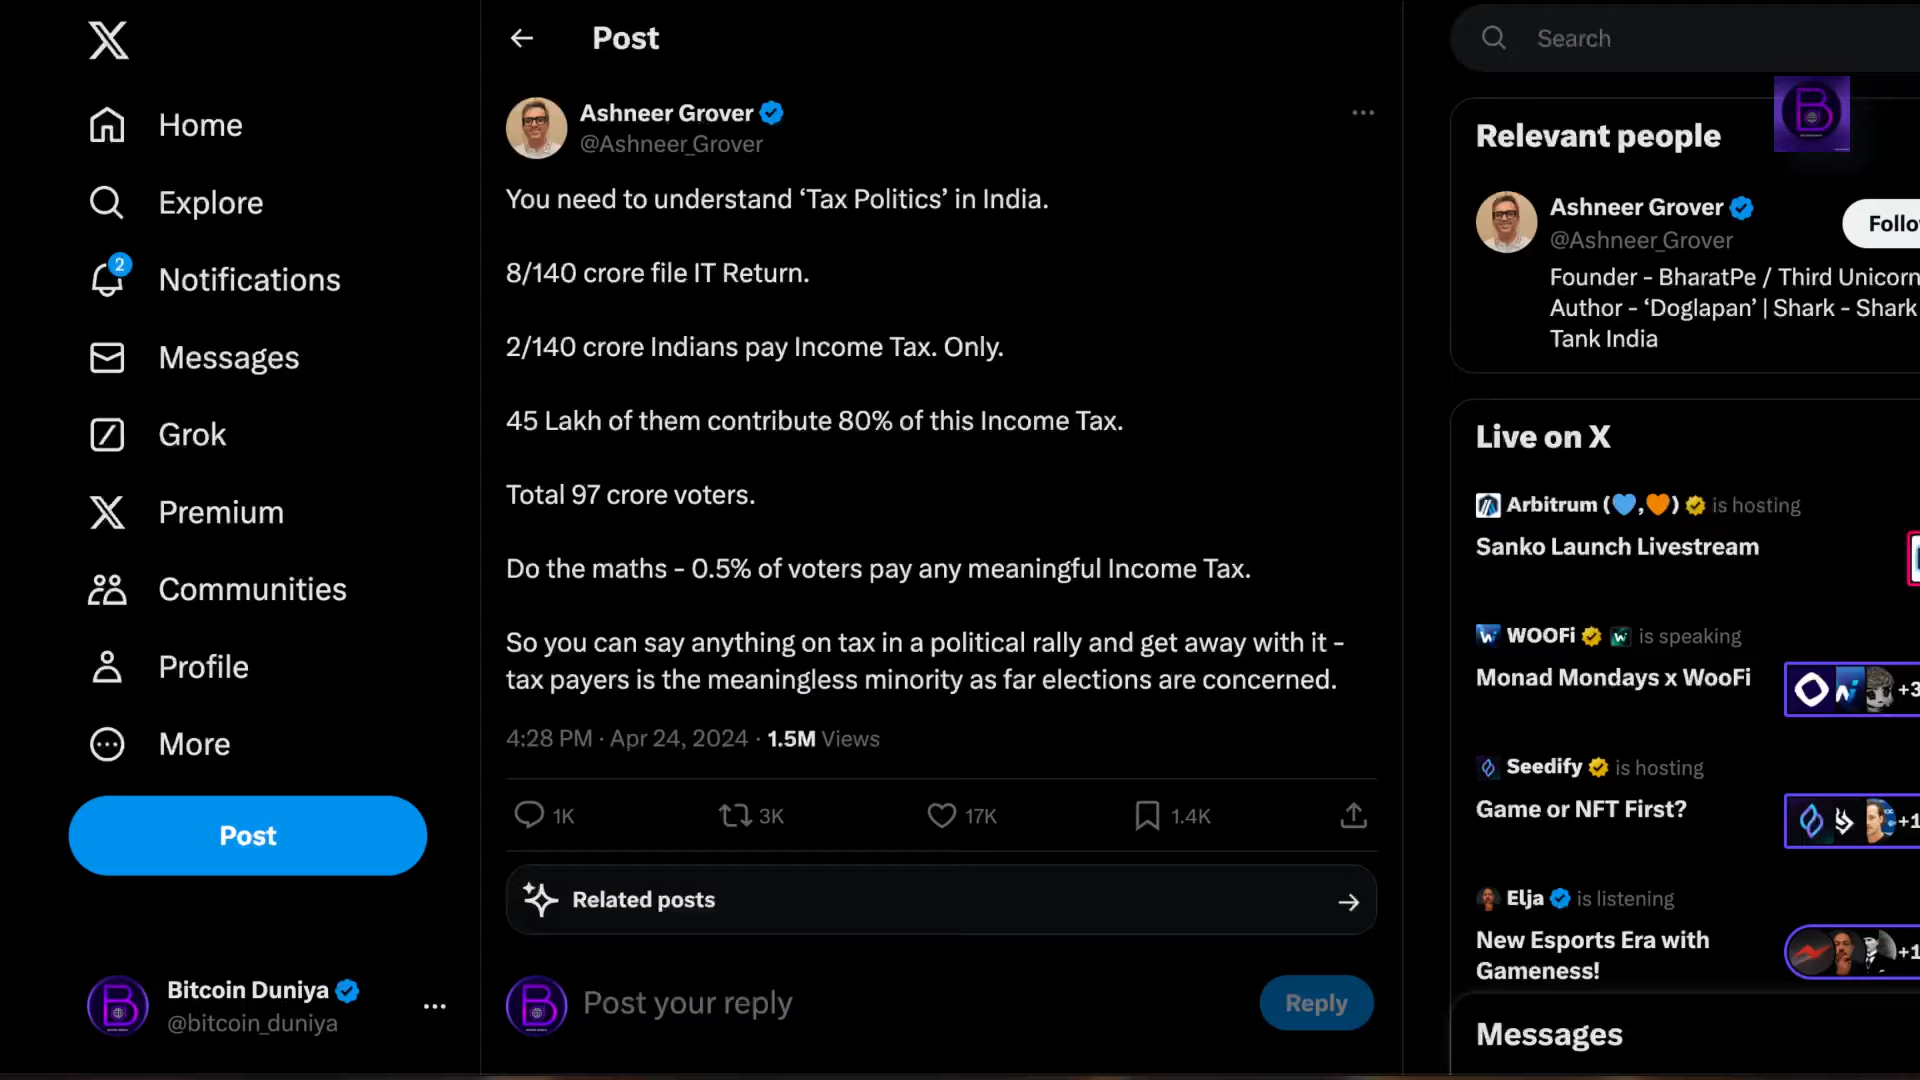 Home
Explore
2
Notifications
Messages
Grok
Premium
Communities
Profile
More
Post
Bitcoin Duniya
@bitcoin_duniya
Post
Ashneer Grover
@Ashneer_Grover
You need to understand ‘Tax Politics’ in India.
8/140 crore file IT Return.
2/140 crore Indians pay Income Tax. Only.
45 Lakh of them contribute 80% of this Income Tax.
Total 97 crore voters.
Do the maths - 0.5% of voters pay any meaningful Income Tax.
So you can say anything on tax in a political rally and get away with it -
tax payers is the meaningless minority as far elections are concerned.
4:28 PM · Apr 24, 2024 · 1.5M Views
1K 3K 17K 1.4K
Related posts
Post your reply
Reply
Search
Relevant people
Ashneer Grover
@Ashneer_Grover
Follo
Founder - BharatPe / Third Unicorn
Author - ‘Doglapan’ | Shark - Shark
Tank India
Live on X
Arbitrum (💙,🧡) is hosting
Sanko Launch Livestream
WOOFi is speaking
Monad Mondays x WooFi
+3
Seedify is hosting
Game or NFT First?
+1
Elja is listening
New Esports Era with
Gameness!
+1
Messages